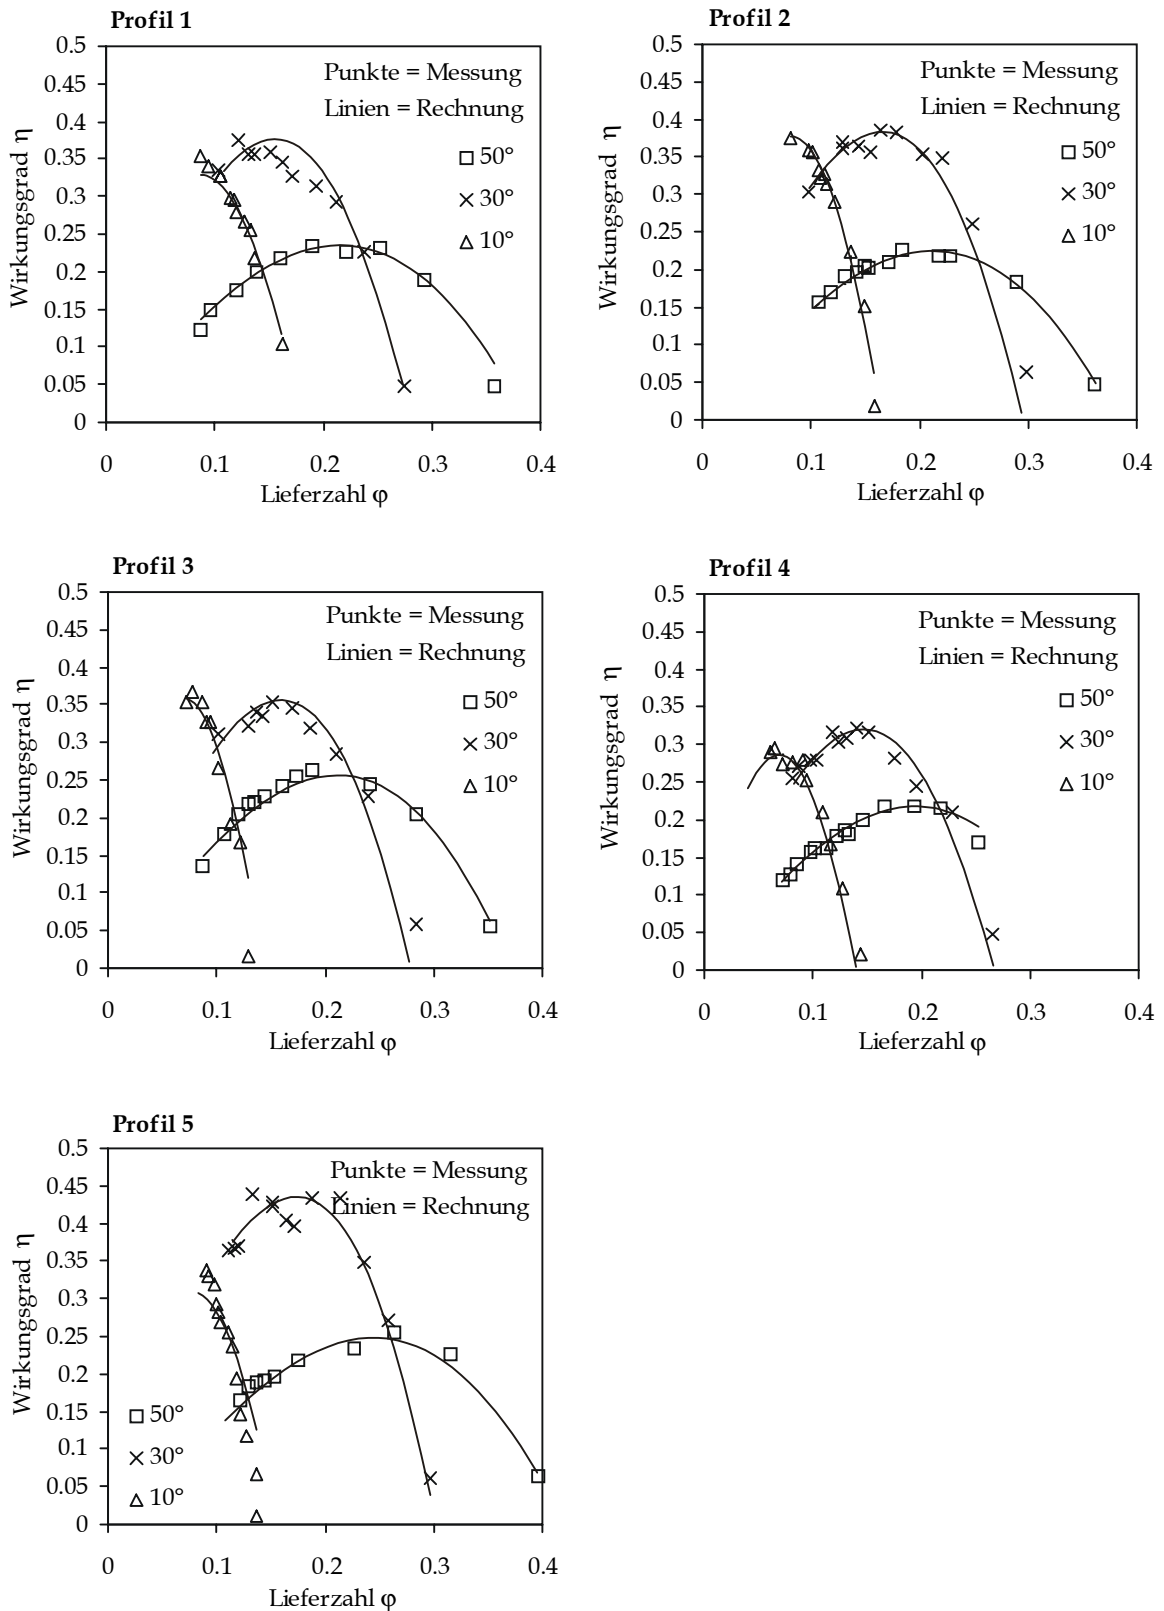 Profil 1
0.5
0.45
0.4
0.35
0.3
0.25
0.2
0.15
0.1
0.05
0
Wirkungsgrad η
Punkte = Messung
Linien = Rechnung
50°
30°
10°
0 0.1 0.2 0.3 0.4
Lieferzahl φ
Profil 2
0.5
0.45
0.4
0.35
0.3
0.25
0.2
0.15
0.1
0.05
0
Wirkungsgrad η
Punkte = Messung
Linien = Rechnung
50°
30°
10°
0 0.1 0.2 0.3 0.4
Lieferzahl φ
Profil 3
0.5
0.45
0.4
0.35
0.3
0.25
0.2
0.15
0.1
0.05
0
Wirkungsgrad η
Punkte = Messung
Linien = Rechnung
50°
30°
10°
0 0.1 0.2 0.3 0.4
Lieferzahl φ
Profil 4
0.5
0.45
0.4
0.35
0.3
0.25
0.2
0.15
0.1
0.05
0
Wirkungsgrad η
Punkte = Messung
Linien = Rechnung
50°
30°
10°
0 0.1 0.2 0.3 0.4
Lieferzahl φ
Profil 5
0.5
0.45
0.4
0.35
0.3
0.25
0.2
0.15
0.1
0.05
0
Wirkungsgrad η
Punkte = Messung
Linien = Rechnung
50°
30°
10°
0 0.1 0.2 0.3 0.4
Lieferzahl φ